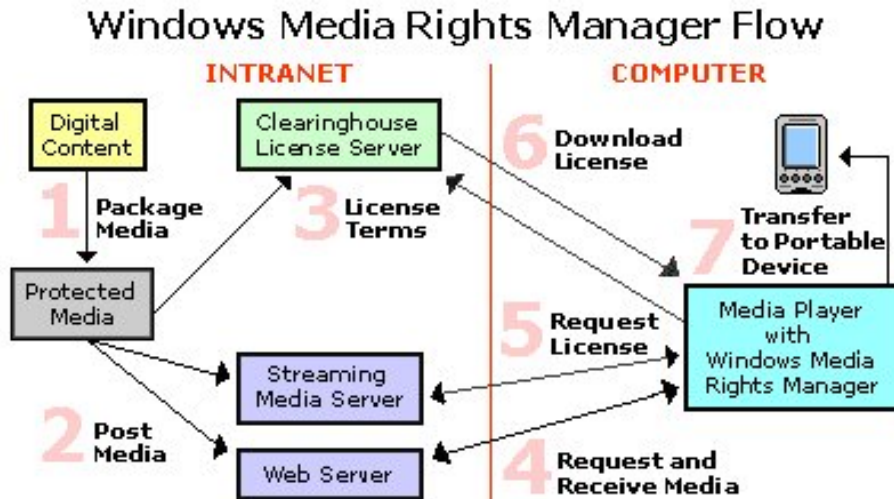 Windows Media Rights Manager Flow
INTRANET
COMPUTER
Digital
Content
Clearinghouse
License Server
6 Download
License
1 Package
Media
3 License
Terms
7 Transfer
to Portable
Device
Protected
Media
5 Request
License
Media Player
with
Windows Media
Rights Manager
Streaming
Media Server
2 Post
Media
Web Server
4 Request and
Receive Media